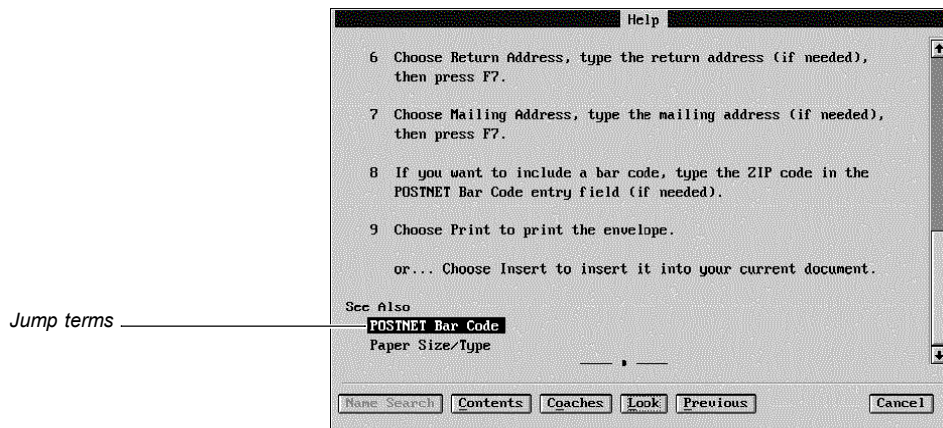 Help
6 Choose Return Address, type the return address (if needed),
then press F7.
7 Choose Mailing Address, type the mailing address (if needed),
then press F7.
8 If you want to include a bar code, type the ZIP code in the
POSTNET Bar Code entry field (if needed).
9 Choose Print to print the envelope.
or... Choose Insert to insert it into your current document.
See Also
Jump terms
POSTNET Bar Code
Paper Size/Type
Name Search Contents Coaches Look Previous Cancel